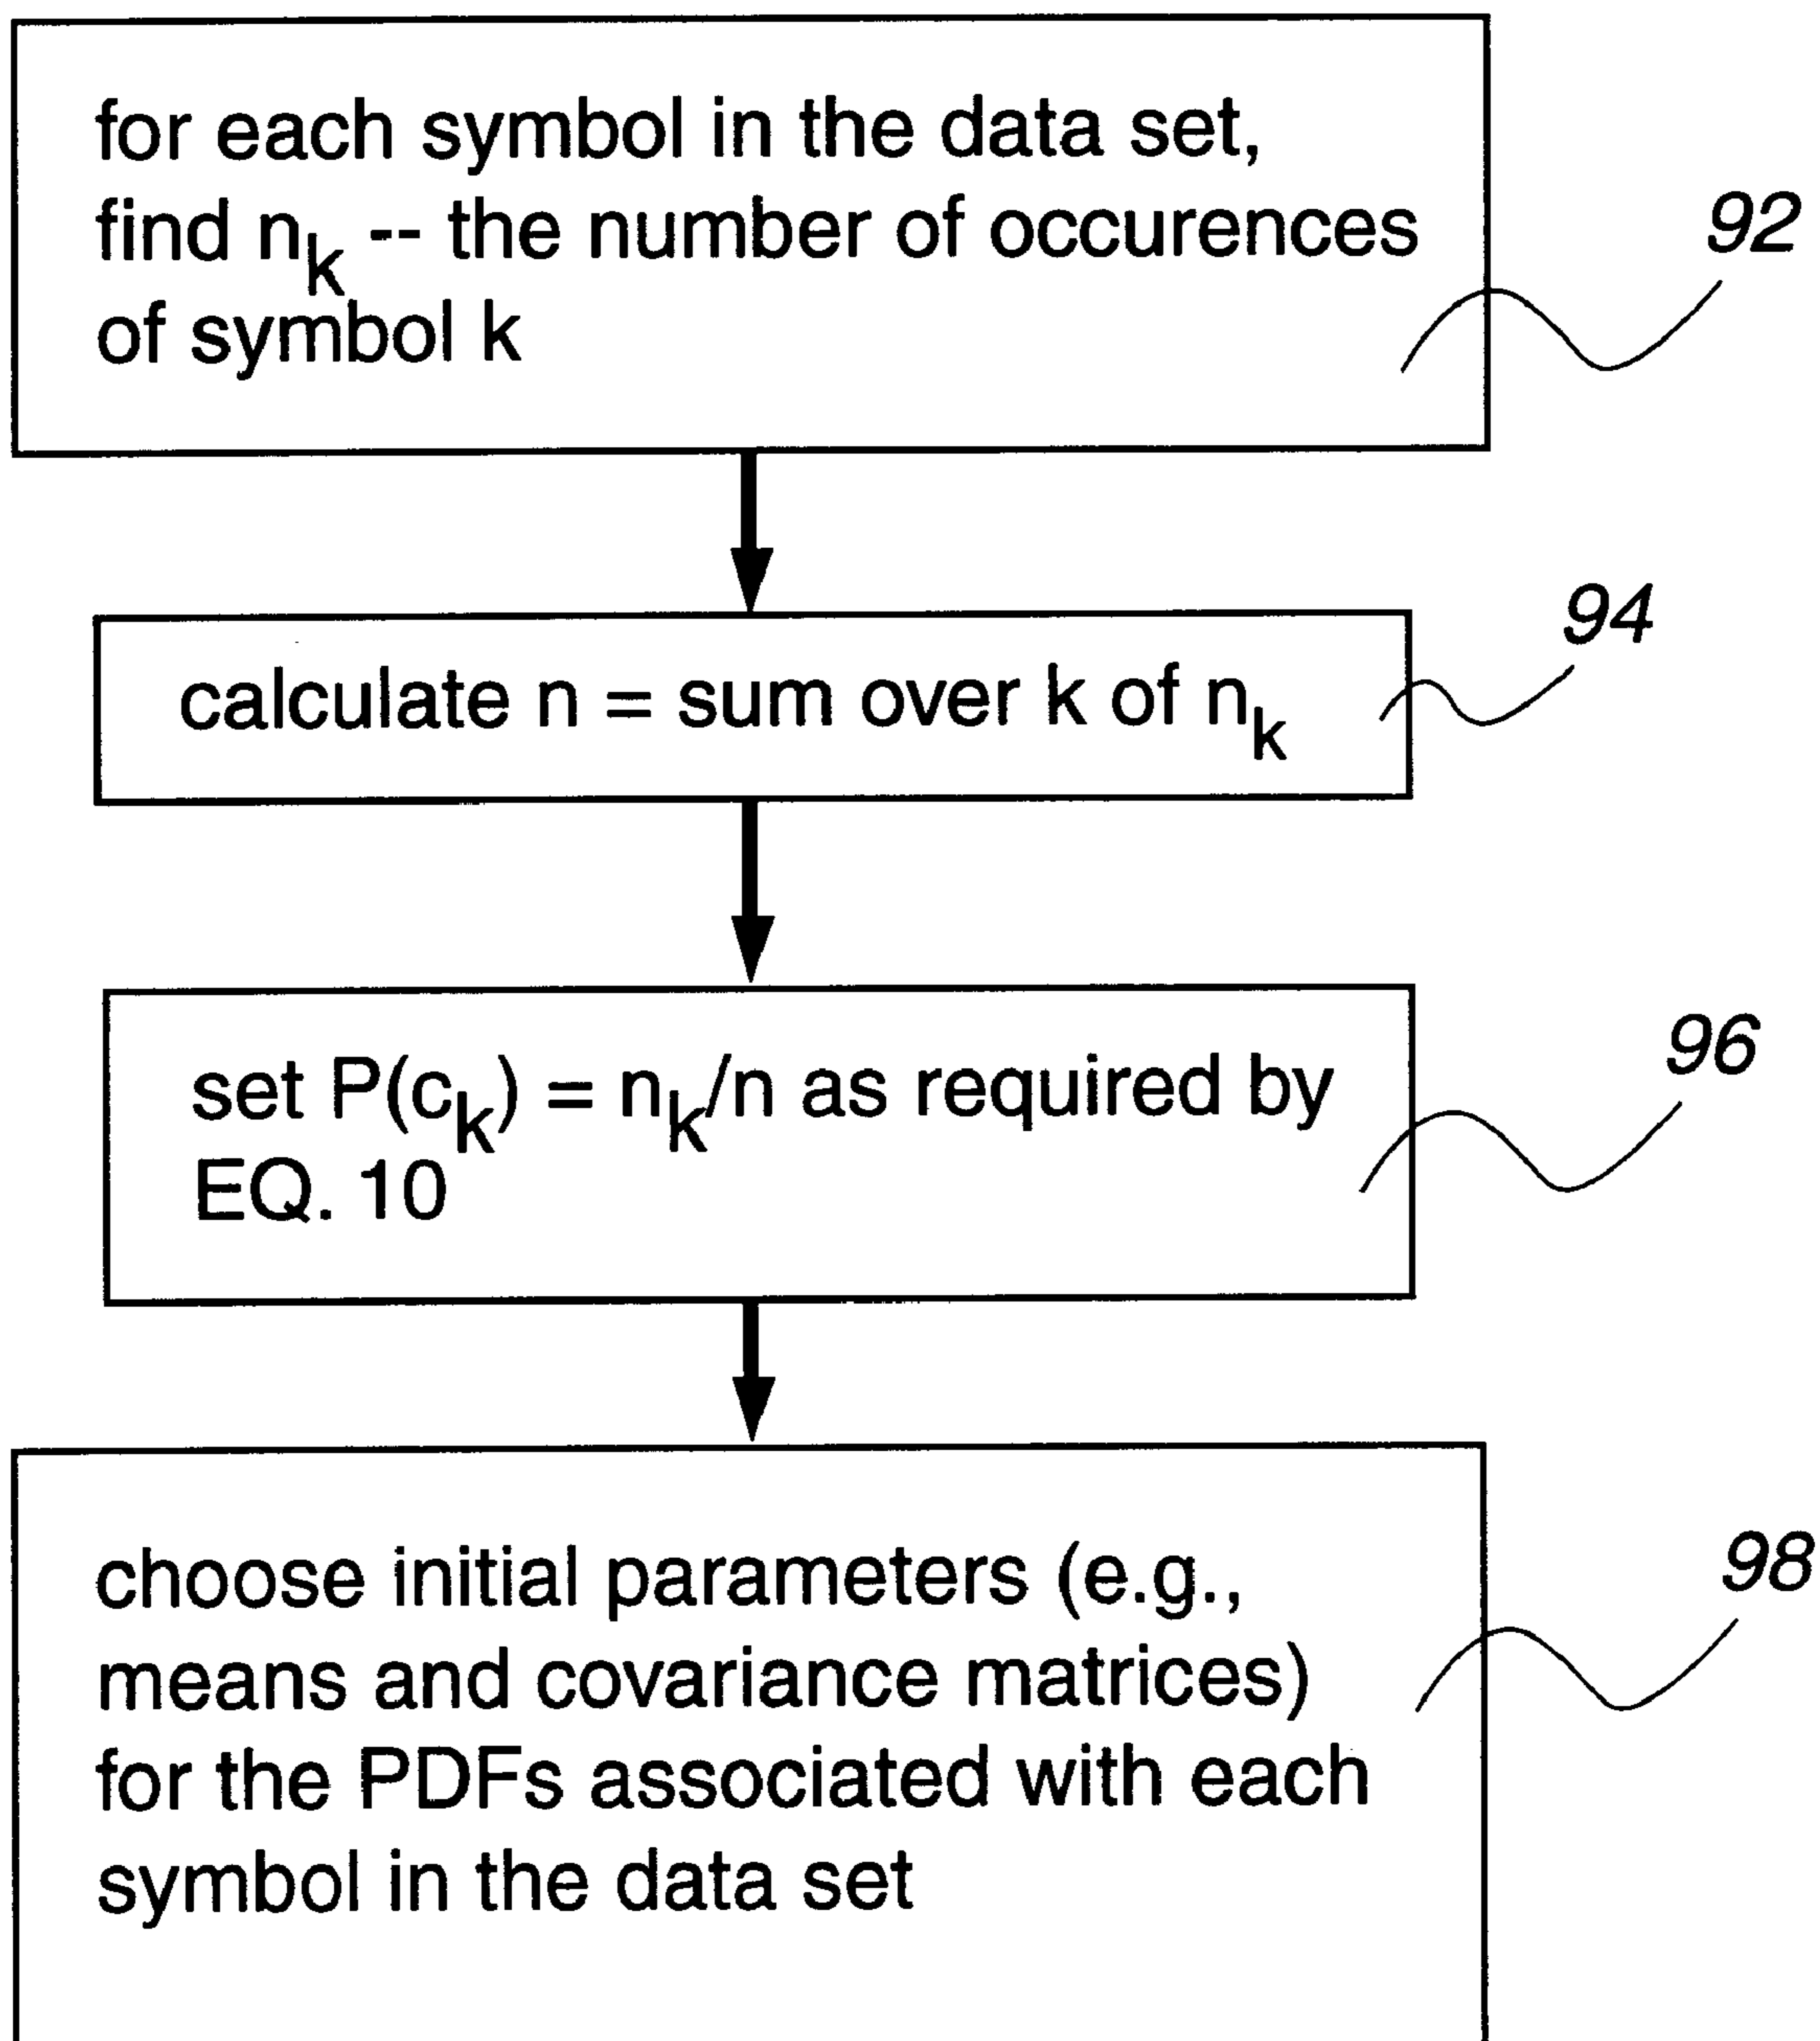 for each symbol in the data set,
find nk -- the number of occurences
of symbol k
92
calculate n = sum over k of nk
94
set P(ck) = nk/n as required by
EQ. 10
96
choose initial parameters (e.g.,
means and covariance matrices)
for the PDFs associated with each
symbol in the data set
98